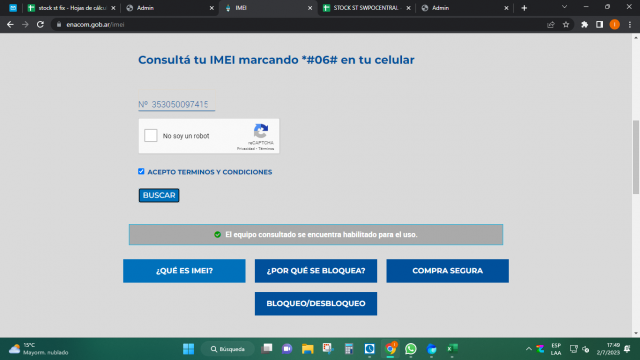 stock st fix - Hojas de cálcu
Admin
IMEI
STOCK ST SWPOCENTRAL -
Admin
enacom.gob.ar/imei
Consultá tu IMEI marcando *#06# en tu celular
Nº 353050097415
No soy un robot
reCAPTCHA
Privacidad - Términos
ACEPTO TERMINOS Y CONDICIONES
BUSCAR
El equipo consultado se encuentra habilitado para el uso.
¿QUÉ ES IMEI?
¿POR QUÉ SE BLOQUEA?
COMPRA SEGURA
BLOQUEO/DESBLOQUEO
15°C
Mayorm. nublado
Búsqueda
ESP
LAA
17:49
2/7/2023